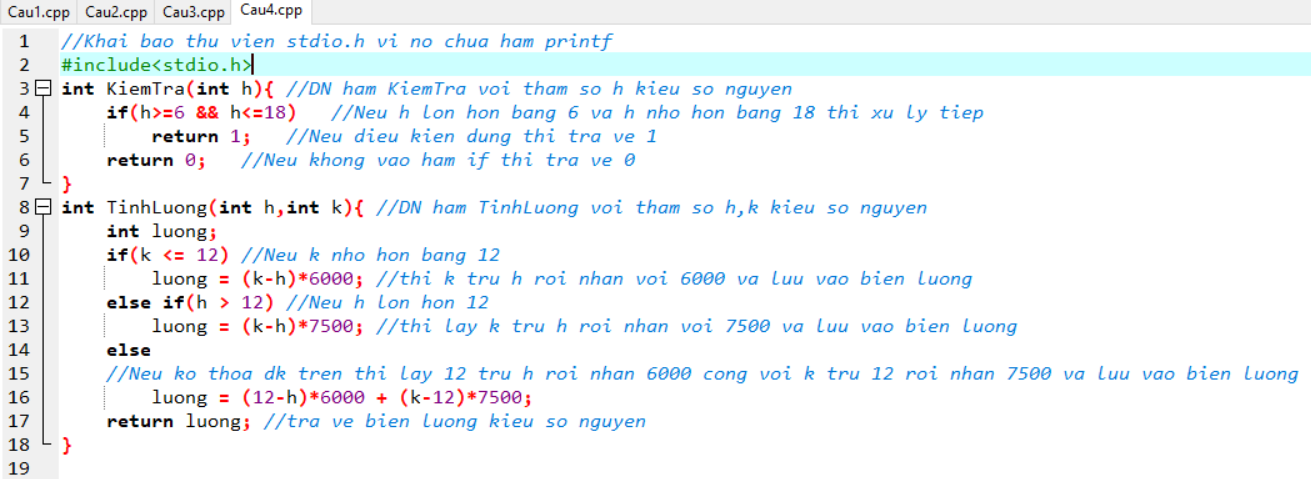 Cau1.cpp Cau2.cpp Cau3.cpp Cau4.cpp
1 //Khai bao thu vien stdio.h vi no chua ham printf
2 #include<stdio.h>
3 int KiemTra(int h){ //DN ham KiemTra voi tham so h kieu so nguyen
4 if(h>=6 && h<=18) //Neu h lon hon bang 6 va h nho hon bang 18 thi xu ly tiep
5 return 1; //Neu dieu kien dung thi tra ve 1
6 return 0; //Neu khong vao ham if thi tra ve 0
7 }
8 int TinhLuong(int h,int k){ //DN ham TinhLuong voi tham so h,k kieu so nguyen
9 int luong;
10 if(k <= 12) //Neu k nho hon bang 12
11 luong = (k-h)*6000; //thi k tru h roi nhan voi 6000 va luu vao bien luong
12 else if(h > 12) //Neu h lon hon 12
13 luong = (k-h)*7500; //thi lay k tru h roi nhan voi 7500 va luu vao bien luong
14 else
15 //Neu ko thoa dk tren thi lay 12 tru h roi nhan 6000 cong voi k tru 12 roi nhan 7500 va luu vao bien luong
16 luong = (12-h)*6000 + (k-12)*7500;
17 return luong; //tra ve bien luong kieu so nguyen
18 }
19